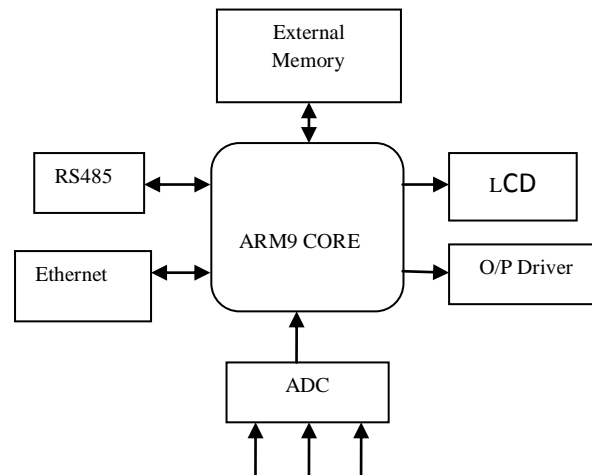 External
Memory
RS485
LCD
ARM9 CORE
Ethernet
O/P Driver
ADC